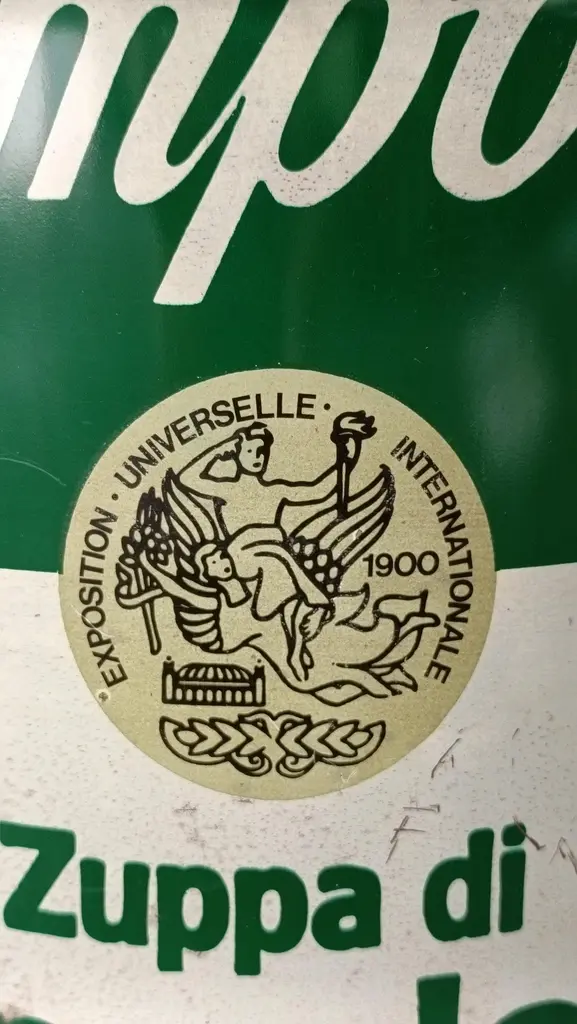 EXPOSITION · UNIVERSELLE · INTERNATIONALE
1900
Zuppa di